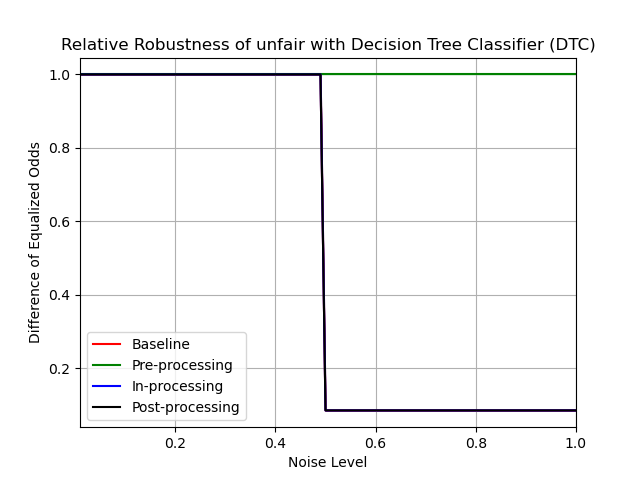 Relative Robustness of unfair with Decision Tree Classifier (DTC)
1.0
0.8
0.6
0.4
0.2
Difference of Equalized Odds
Baseline
Pre-processing
In-processing
Post-processing
0.2 0.4 0.6 0.8 1.0
Noise Level